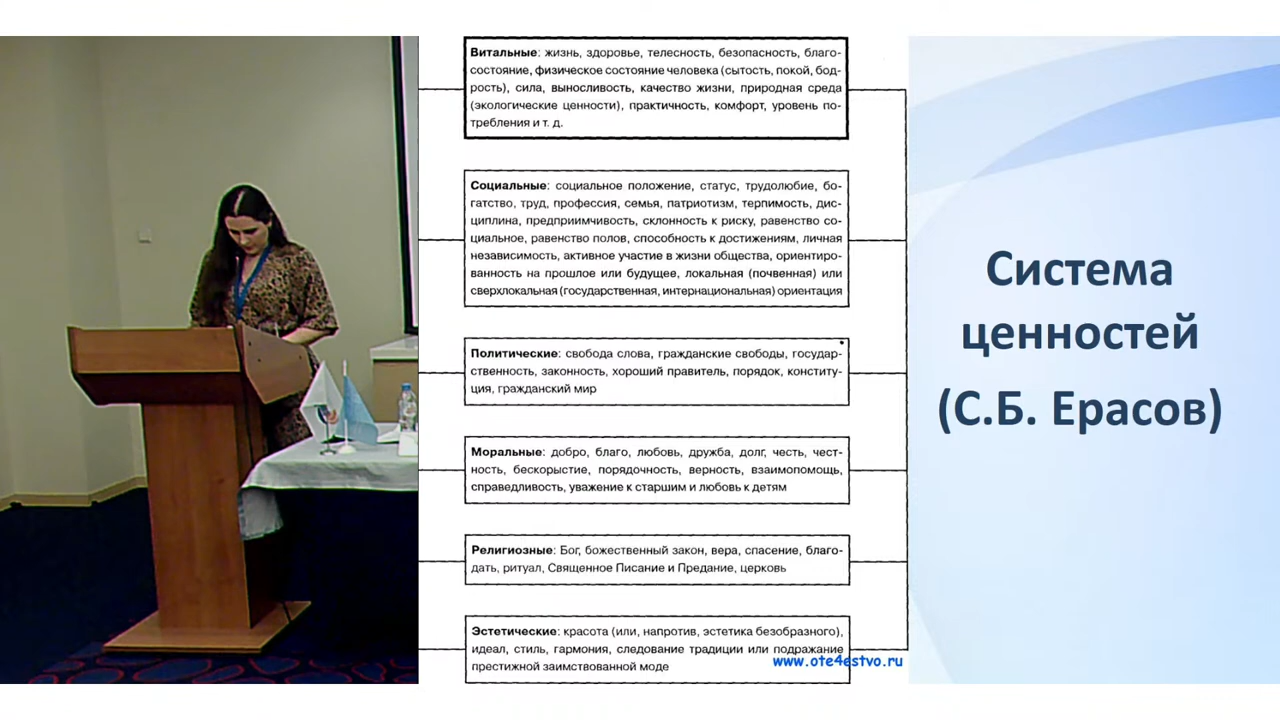 Витальные: жизнь, здоровье, телесность, безопасность, благо-
состояние, физическое состояние человека (сытость, покой, бод-
рость), сила, выносливость, качество жизни, природная среда
(экологические ценности), практичность, комфорт, уровень по-
требления и т. д.
Социальные: социальное положение, статус, трудолюбие, бо-
гатство, труд, профессия, семья, патриотизм, терпимость, дис-
циплина, предприимчивость, склонность к риску, равенство со-
циальное, равенство полов, способность к достижениям, личная
независимость, активное участие в жизни общества, ориентиро-
ванность на прошлое или будущее, локальная (почвенная) или
сверхлокальная (государственная, интернациональная) ориентация
Политические: свобода слова, гражданские свободы, государ-
ственность, законность, хороший правитель, порядок, конститу-
ция, гражданский мир
Моральные: добро, благо, любовь, дружба, долг, честь, чест-
ность, бескорыстие, порядочность, верность, взаимопомощь,
справедливость, уважение к старшим и любовь к детям
Религиозные: Бог, божественный закон, вера, спасение, благо-
дать, ритуал, Священное Писание и Предание, церковь
Эстетические: красота (или, напротив, эстетика безобразного),
идеал, стиль, гармония, следование традиции или подражание
престижной заимствованной моде
www.ote4estvo.ru
Система
ценностей
(С.Б. Ерасов)